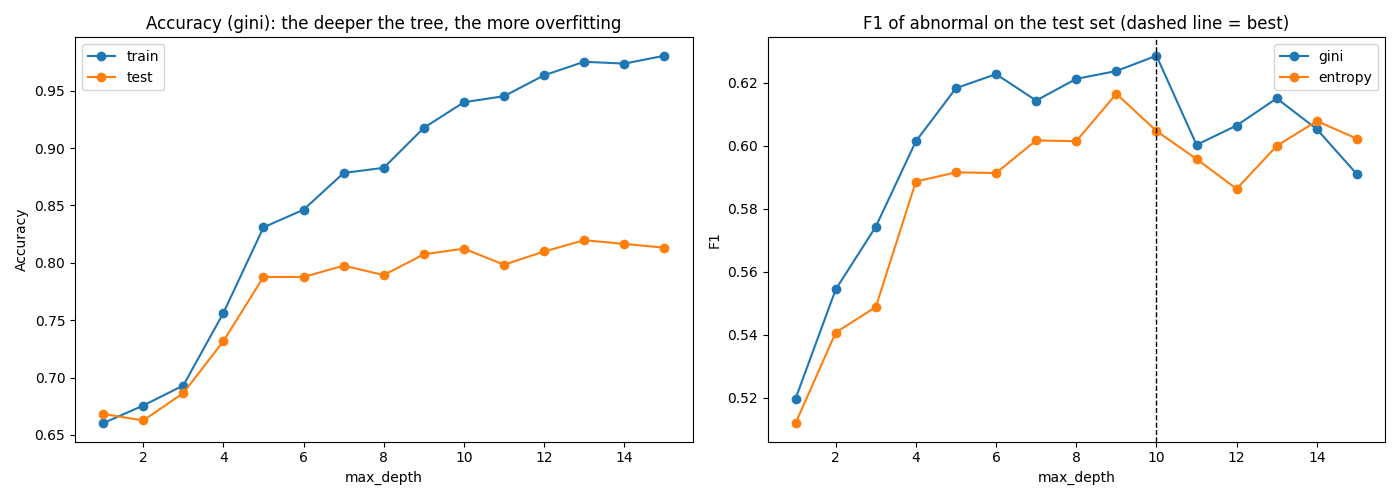 Accuracy (gini): the deeper the tree, the more overfitting
train
test
0.95
0.90
0.85
0.80
0.75
0.70
0.65
Accuracy
2
4
6
8
10
12
14
max_depth
F1 of abnormal on the test set (dashed line = best)
gini
entropy
0.62
0.60
0.58
0.56
0.54
0.52
F1
2
4
6
8
10
12
14
max_depth